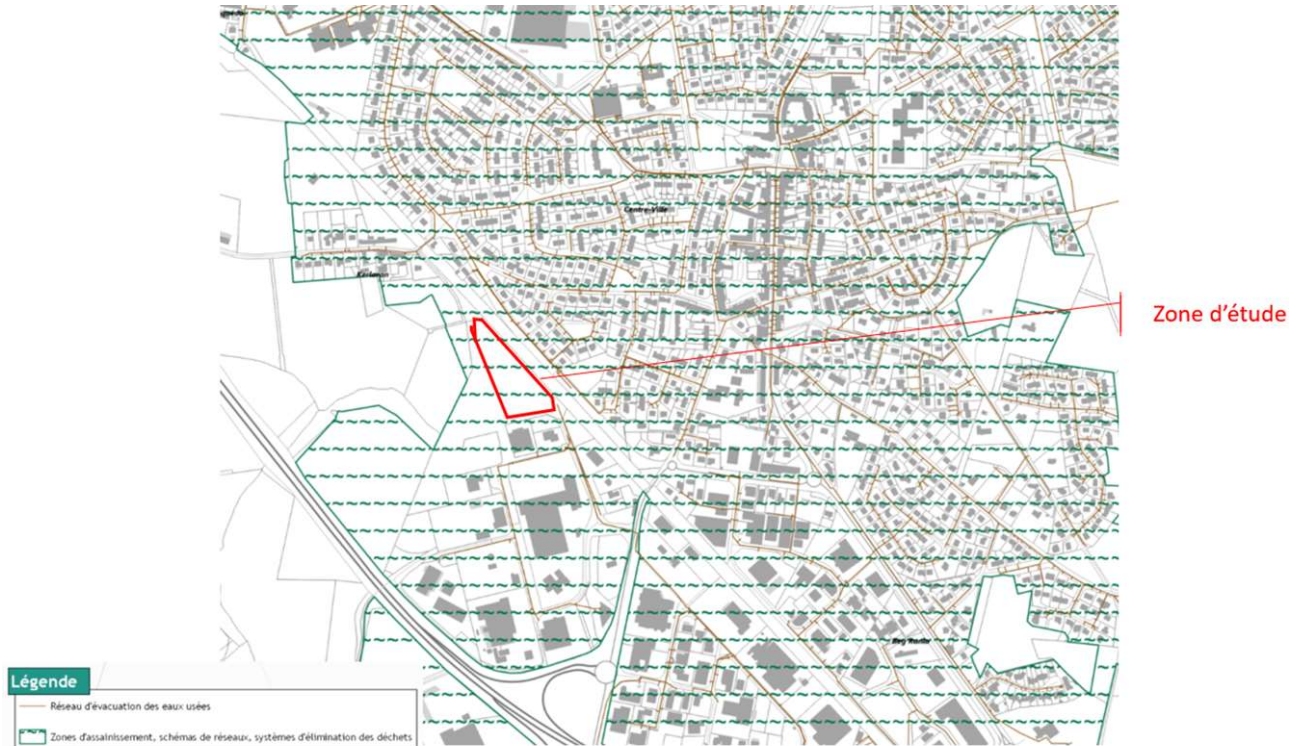 Centre-Ville
Zone d'étude
Légende
Réseau d'évacuation des eaux usées
Zones d'assainissement, schémas de réseaux, systèmes d'élimination des déchets